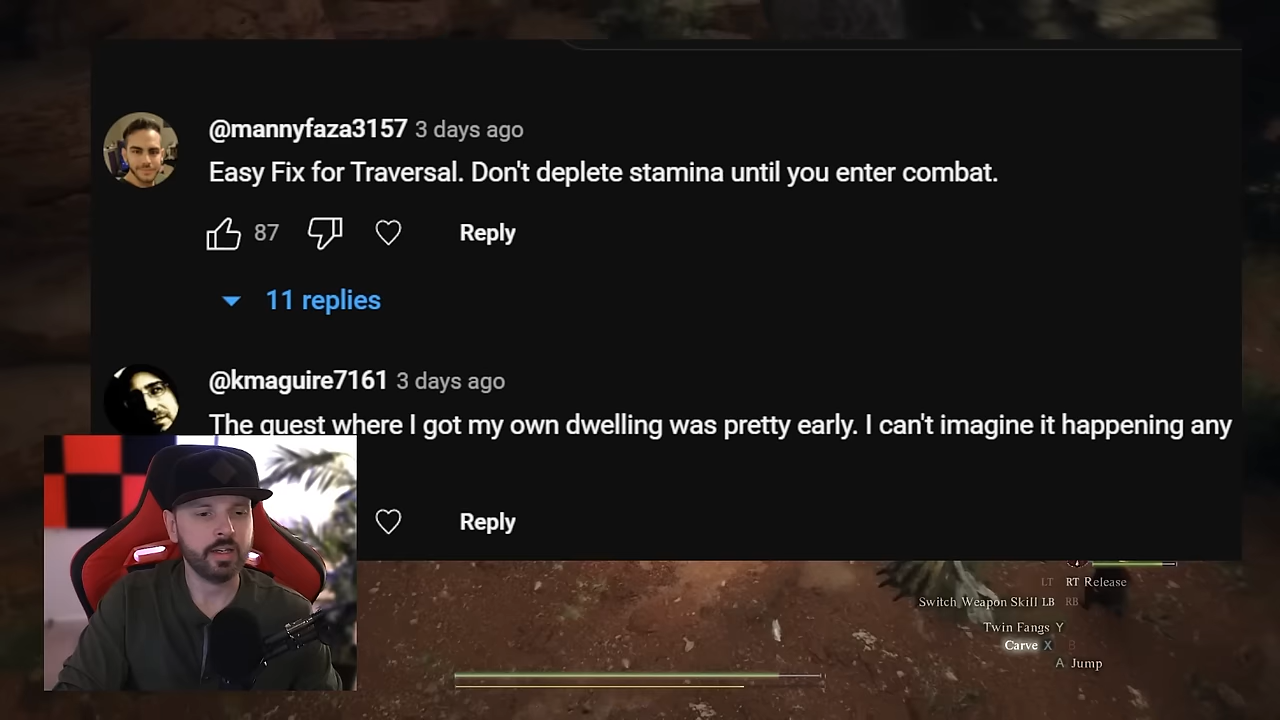 @mannyfaza3157 3 days ago
Easy Fix for Traversal. Don't deplete stamina until you enter combat.
87 Reply
11 replies
@kmaguire7161 3 days ago
The quest where I got my own dwelling was pretty early. I can't imagine it happening any
Reply
LT RT Release
Switch Weapon Skill LB RB
Twin Fangs Y
Carve X B
A Jump